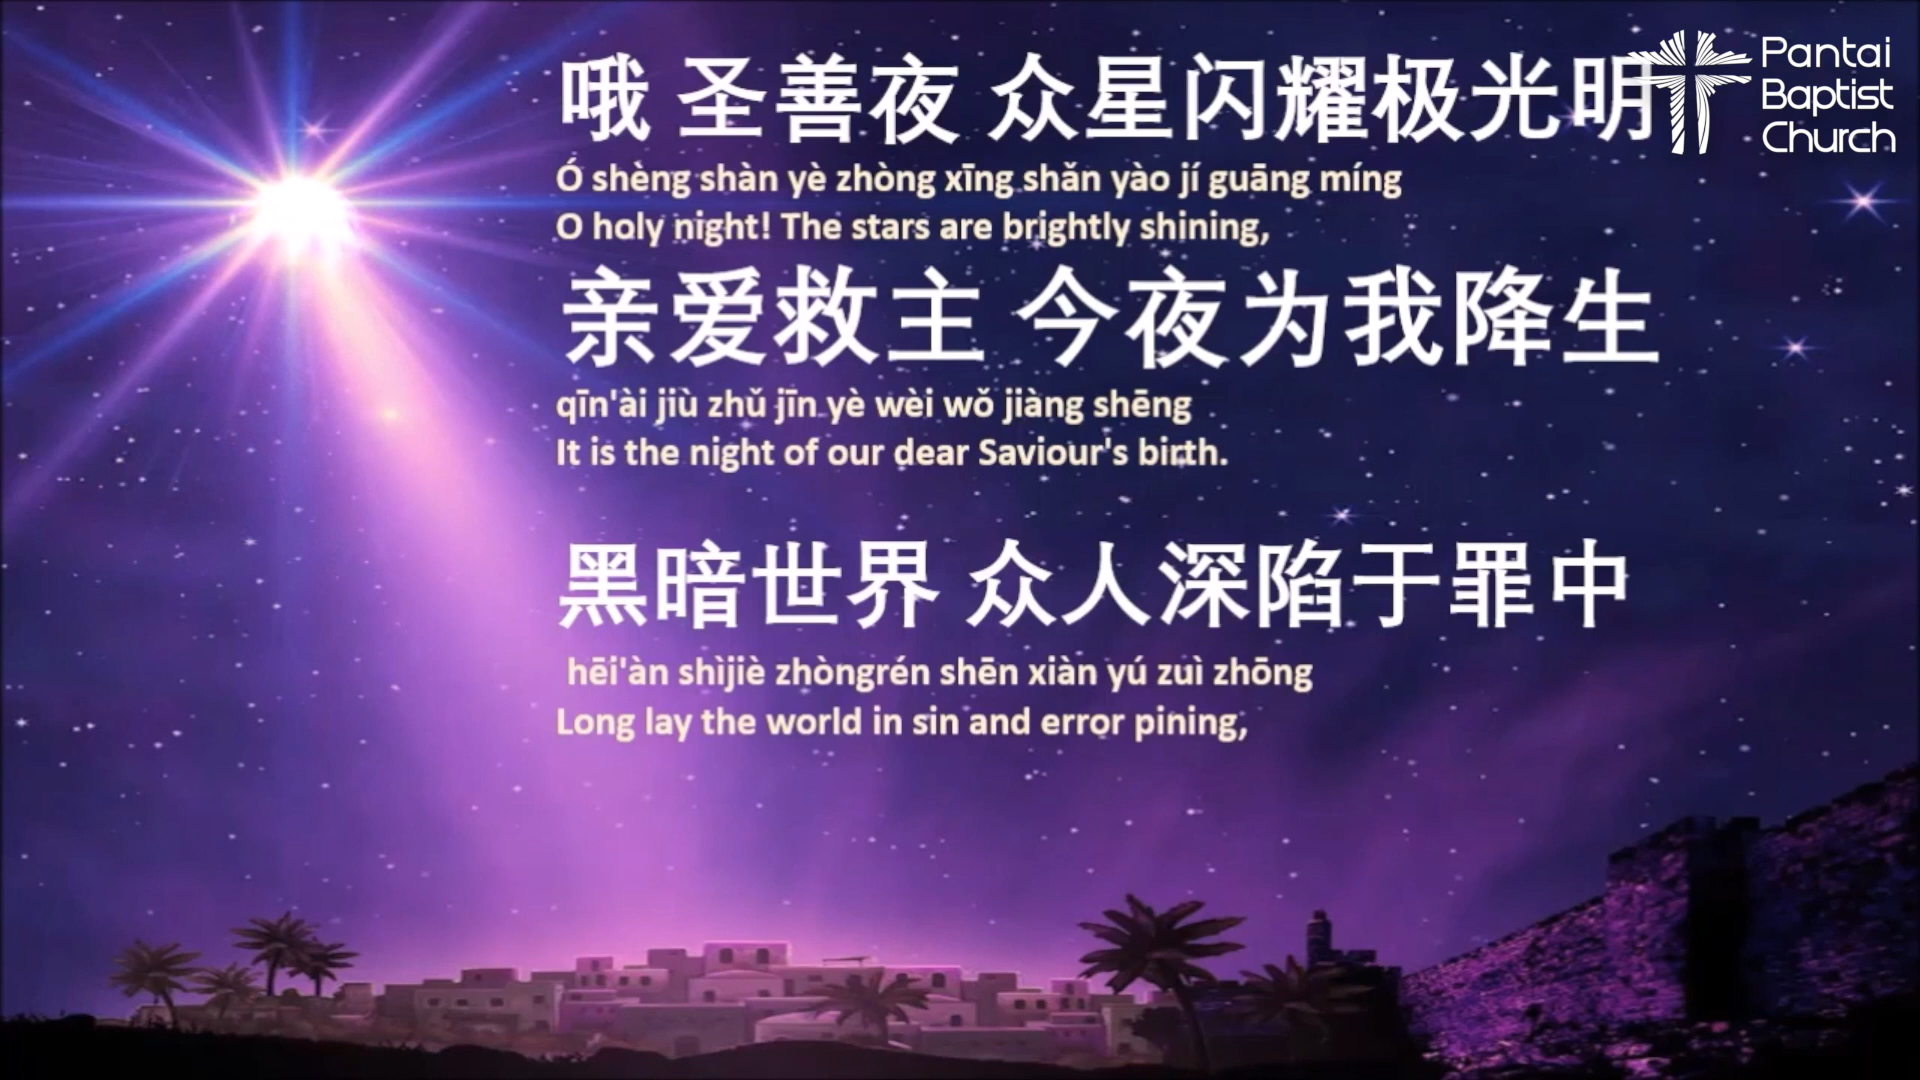 哦 圣善夜 众星闪耀极光明
Ó shèng shàn yè zhòng xīng shǎn yào jí guāng míng
O holy night! The stars are brightly shining,
亲爱救主 今夜为我降生
qīn'ài jiù zhǔ jīn yè wèi wǒ jiàng shēng
It is the night of our dear Saviour's birth.
黑暗世界 众人深陷于罪中
hēi'àn shìjiè zhòngrén shēn xiàn yú zuì zhōng
Long lay the world in sin and error pining,
Pantai
Baptist
Church